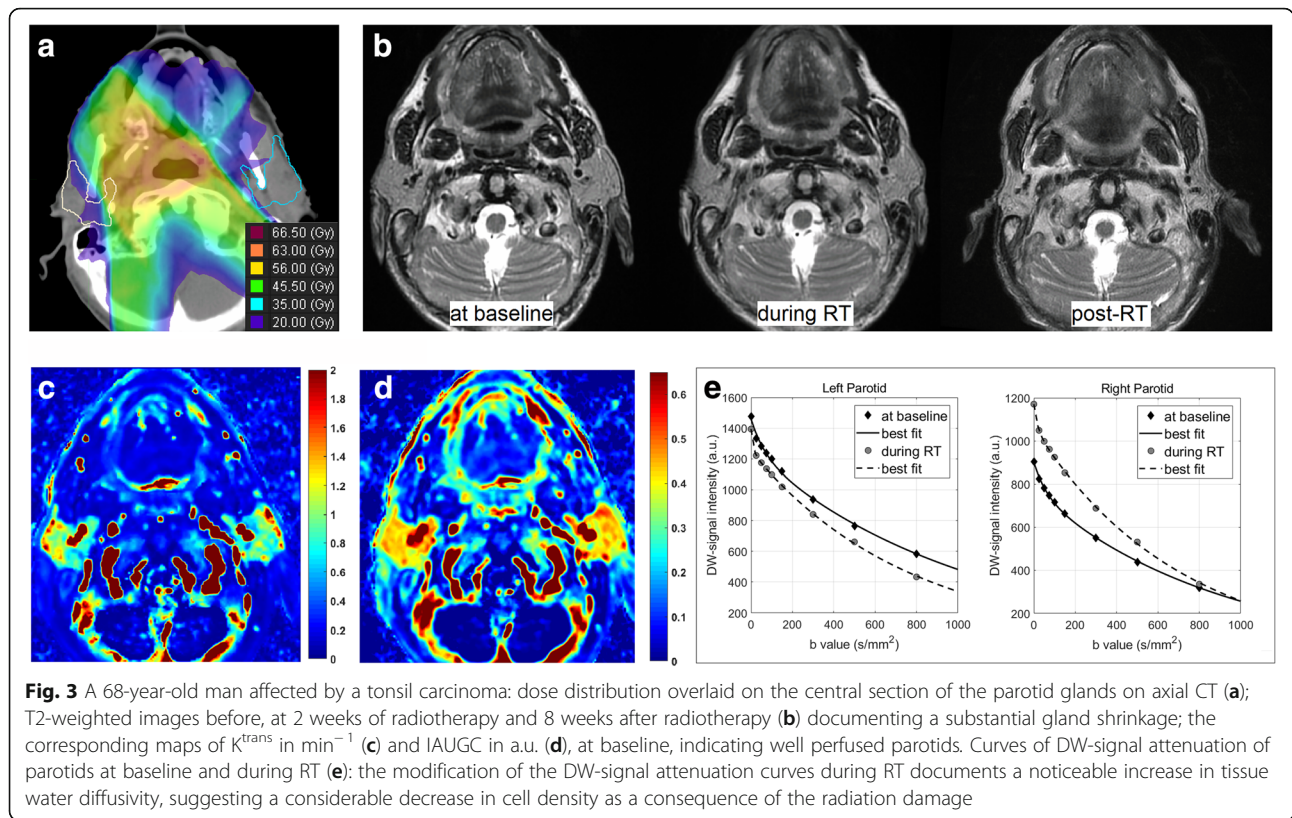 a
66.50 (Gy)
63.00 (Gy)
56.00 (Gy)
45.50 (Gy)
35.00 (Gy)
20.00 (Gy)
b
at baseline
during RT
post-RT
c
2
1.8
1.6
1.4
1.2
1
0.8
0.6
0.4
0.2
0
d
0.6
0.5
0.4
0.3
0.2
0.1
0
e
Left Parotid
DW-signal intensity (a.u.)
1600
1400
1200
1000
800
600
400
200
0 200 400 600 800 1000
b value (s/mm²)
at baseline
best fit
during RT
best fit
Right Parotid
DW-signal intensity (a.u.)
1200
1000
800
600
400
200
0 200 400 600 800 1000
b value (s/mm²)
at baseline
best fit
during RT
best fit
Fig. 3 A 68-year-old man affected by a tonsil carcinoma: dose distribution overlaid on the central section of the parotid glands on axial CT (a);
T2-weighted images before, at 2 weeks of radiotherapy and 8 weeks after radiotherapy (b) documenting a substantial gland shrinkage; the
corresponding maps of Kᵗʳᵃⁿˢ in min⁻¹ (c) and IAUGC in a.u. (d), at baseline, indicating well perfused parotids. Curves of DW-signal attenuation of
parotids at baseline and during RT (e): the modification of the DW-signal attenuation curves during RT documents a noticeable increase in tissue
water diffusivity, suggesting a considerable decrease in cell density as a consequence of the radiation damage